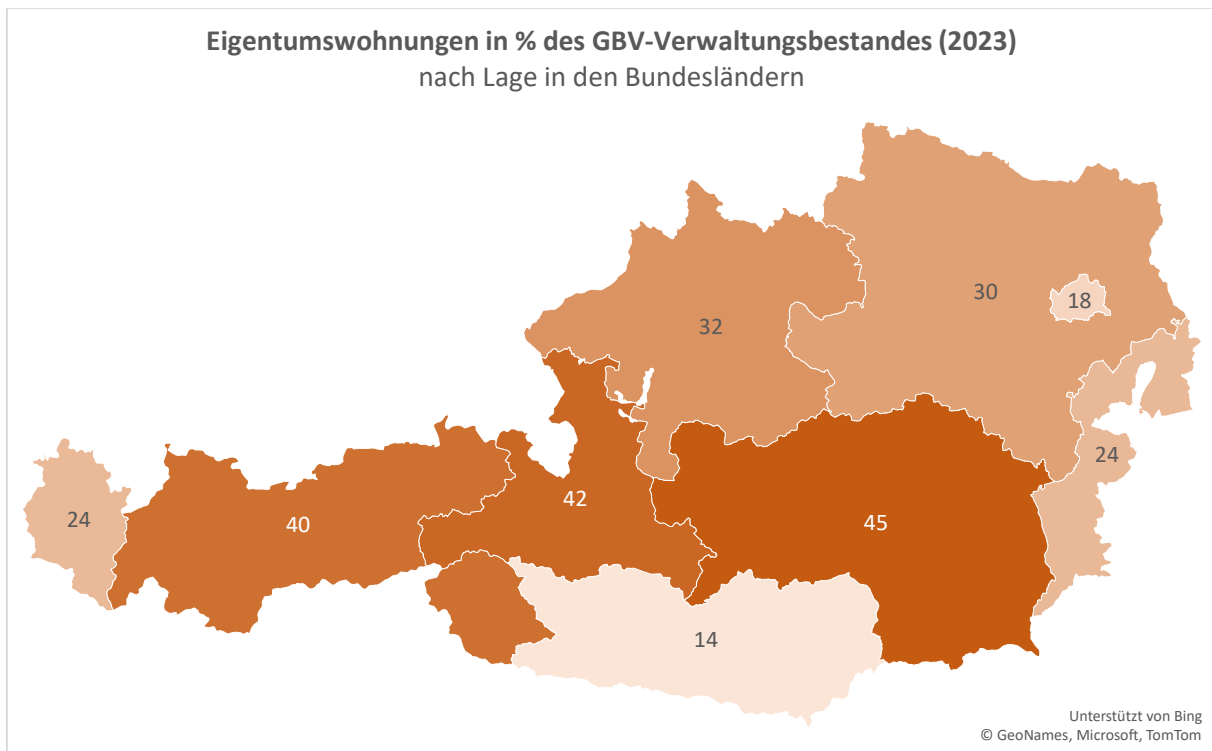 Eigentumswohnungen in % des GBV-Verwaltungsbestandes (2023)
nach Lage in den Bundesländern
30
18
32
24
42
45
24
40
14
Unterstützt von Bing
© GeoNames, Microsoft, TomTom